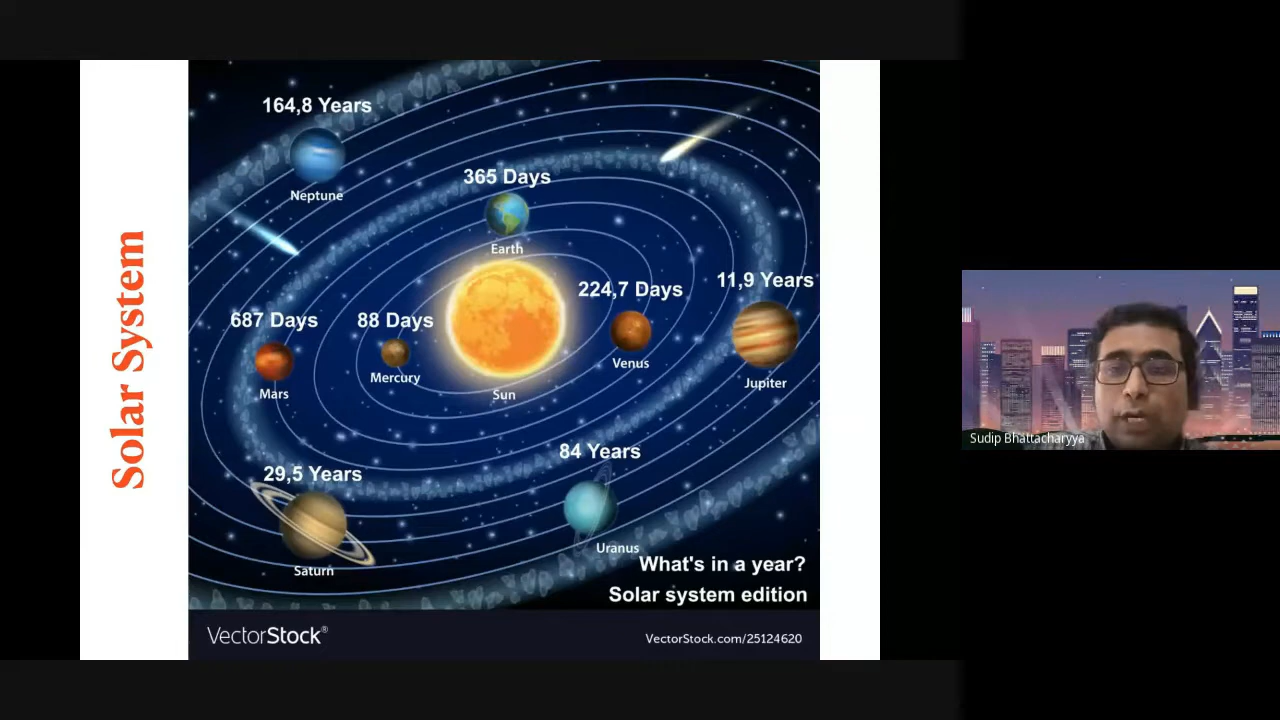 Solar System
164,8 Years
Neptune
365 Days
Earth
224,7 Days
Venus
11,9 Years
Jupiter
687 Days
Mars
88 Days
Mercury
Sun
84 Years
Uranus
29,5 Years
Saturn
What's in a year?
Solar system edition
VectorStock®
VectorStock.com/25124620
Sudip Bhattacharyya